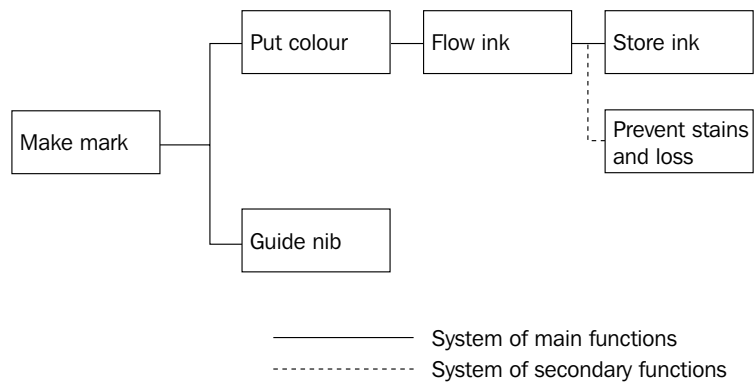 Put colour
Flow ink
Store ink
Make mark
Prevent stains
and loss
Guide nib
System of main functions
System of secondary functions